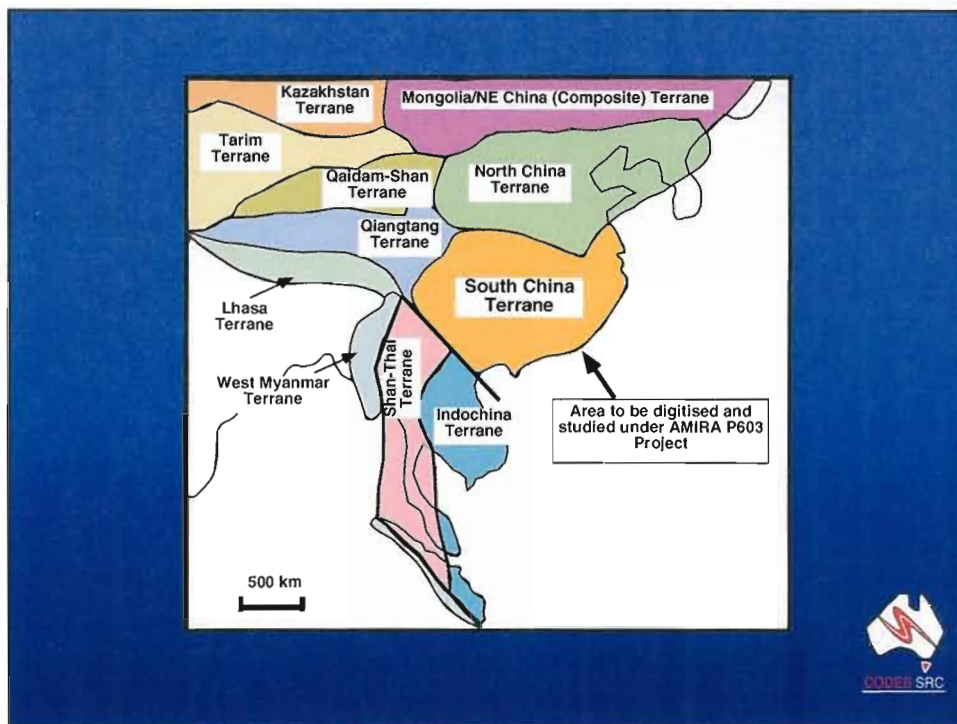 Kazakhstan
Terrane
Mongolia/NE China (Composite) Terrane
Tarim
Terrane
Qaidam-Shan
Terrane
North China
Terrane
Qiangtang
Terrane
South China
Terrane
Lhasa
Terrane
West Myanmar
Terrane
Shan-Thai
Terrane
Indochina
Terrane
Area to be digitised and
studied under AMIRA P603
Project
500 km
CODES SRC